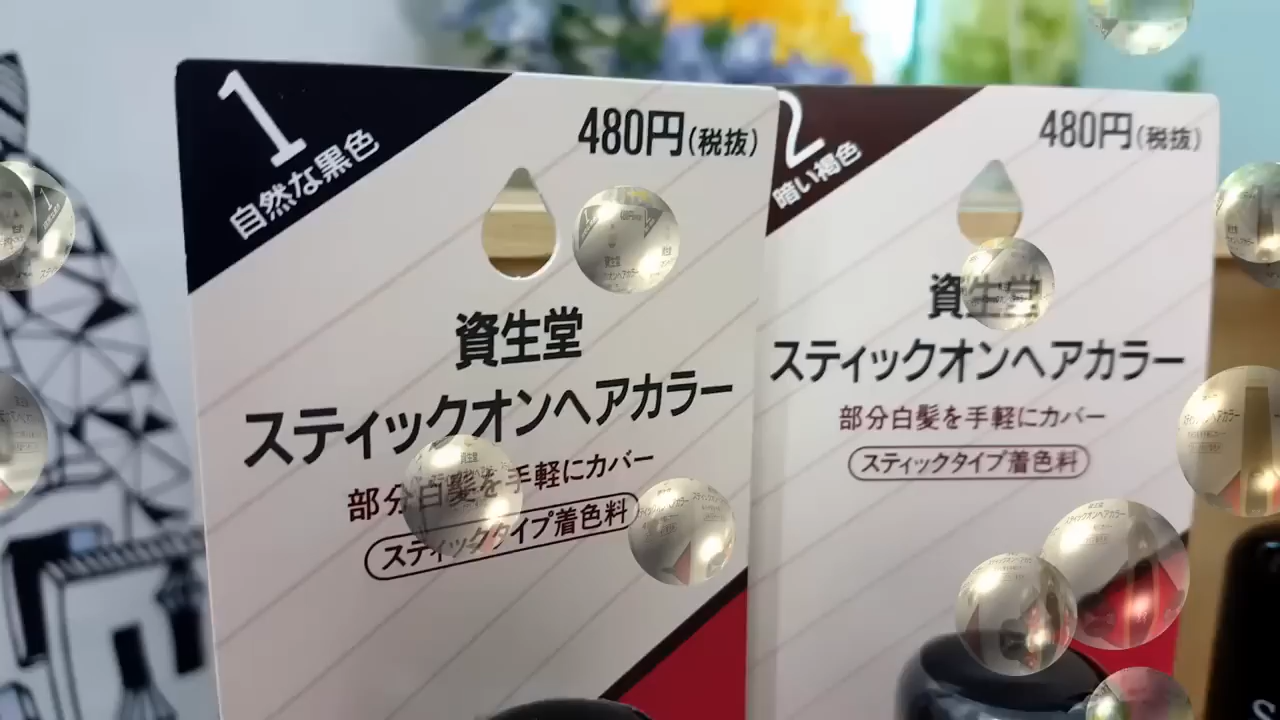 1
自然な黒色
480円(税抜)
資生堂
スティックオンヘアカラー
部分白髪を手軽にカバー
スティックタイプ着色料
2
暗い褐色
480円(税抜)
資生堂
スティックオンヘアカラー
部分白髪を手軽にカバー
スティックタイプ着色料